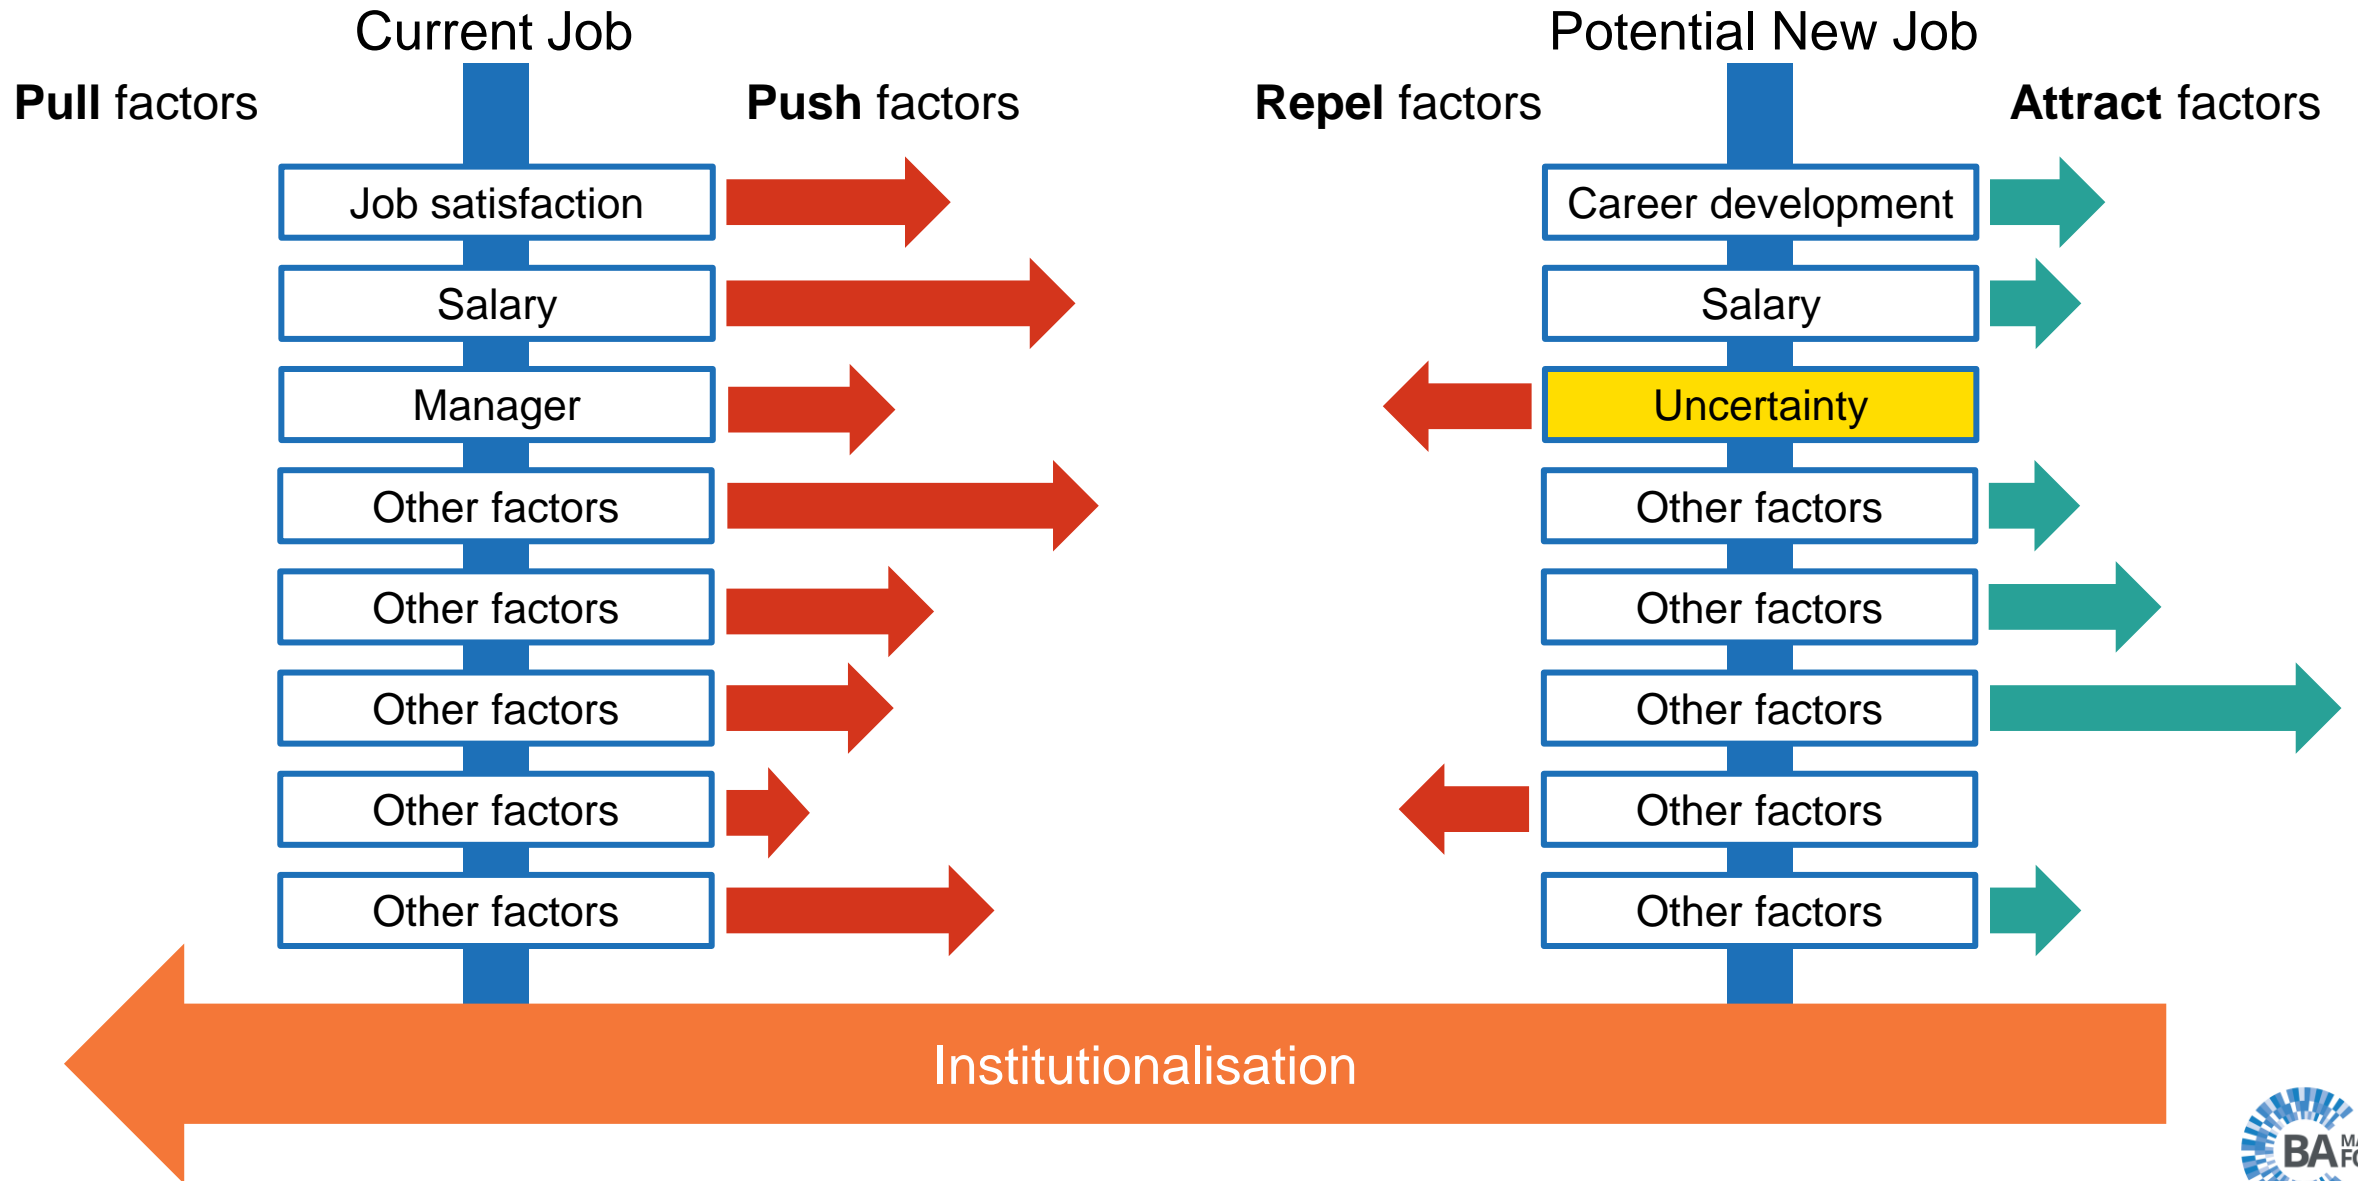 Current Job
Potential New Job
Pull factors
Push factors
Repel factors
Attract factors
Job satisfaction
Career development
Salary
Salary
Manager
Uncertainty
Other factors
Other factors
Other factors
Other factors
Other factors
Other factors
Other factors
Other factors
Other factors
Other factors
Institutionalisation
BA